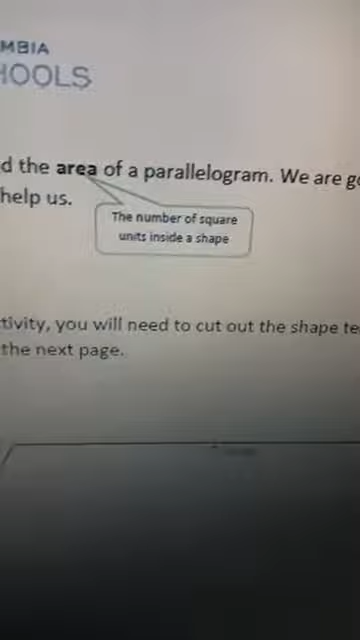 MBIA
HOOLS
d the area of a parallelogram. We are go
help us.
The number of square
units inside a shape
tivity, you will need to cut out the shape te
the next page.